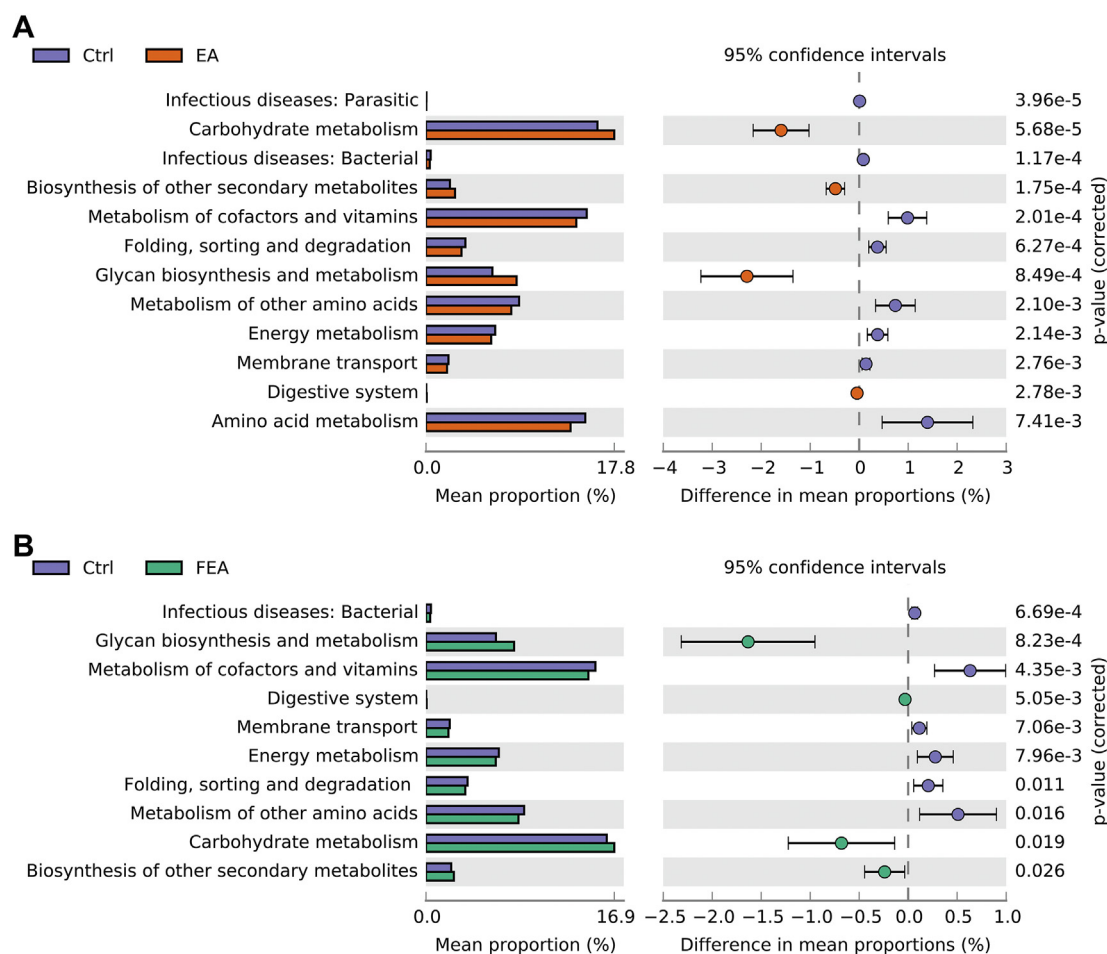 A
Ctrl EA 95% confidence intervals
Infectious diseases: Parasitic 3.96e-5
Carbohydrate metabolism 5.68e-5
Infectious diseases: Bacterial 1.17e-4
Biosynthesis of other secondary metabolites 1.75e-4
Metabolism of cofactors and vitamins 2.01e-4
Folding, sorting and degradation 6.27e-4
Glycan biosynthesis and metabolism 8.49e-4
Metabolism of other amino acids 2.10e-3
Energy metabolism 2.14e-3
Membrane transport 2.76e-3
Digestive system 2.78e-3
Amino acid metabolism 7.41e-3
p-value (corrected)
0.0 17.8 −4 −3 −2 −1 0 1 2 3
Mean proportion (%) Difference in mean proportions (%)
B
Ctrl FEA 95% confidence intervals
Infectious diseases: Bacterial 6.69e-4
Glycan biosynthesis and metabolism 8.23e-4
Metabolism of cofactors and vitamins 4.35e-3
Digestive system 5.05e-3
Membrane transport 7.06e-3
Energy metabolism 7.96e-3
Folding, sorting and degradation 0.011
Metabolism of other amino acids 0.016
Carbohydrate metabolism 0.019
Biosynthesis of other secondary metabolites 0.026
p-value (corrected)
0.0 16.9 −2.5 −2.0 −1.5 −1.0 −0.5 0.0 0.5 1.0
Mean proportion (%) Difference in mean proportions (%)